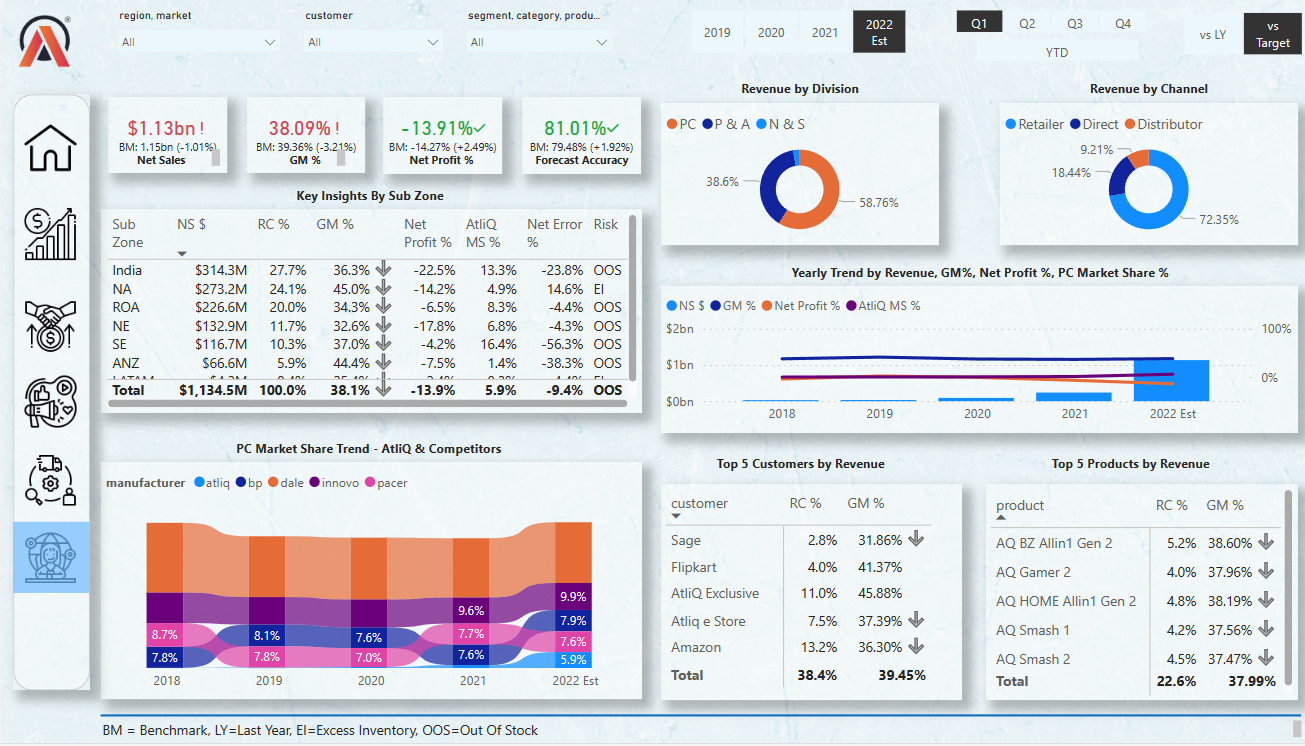 region, market
customer
segment, category, produ...
All
All
All
2019
2020
2021
2022
Est
Q1
Q2
Q3
Q4
YTD
vs LY
vs
Target
$1.13bn !
BM: 1.15bn (-1.01%)
Net Sales
38.09% !
BM: 39.36% (-3.21%)
GM %
-13.91%✓
BM: -14.27% (+2.49%)
Net Profit %
81.01%✓
BM: 79.48% (+1.92%)
Forecast Accuracy
Revenue by Division
PC P & A N & S
38.6%
58.76%
Revenue by Channel
Retailer Direct Distributor
9.21%
18.44%
72.35%
Key Insights By Sub Zone
Sub Zone NS $ RC % GM % Net Profit % AtliQ MS % Net Error % Risk
India $314.3M 27.7% 36.3% -22.5% 13.3% -23.8% OOS
NA $273.2M 24.1% 45.0% -14.2% 4.9% 14.6% EI
ROA $226.6M 20.0% 34.3% -6.5% 8.3% -4.4% OOS
NE $132.9M 11.7% 32.6% -17.8% 6.8% -4.3% OOS
SE $116.7M 10.3% 37.0% -4.2% 16.4% -56.3% OOS
ANZ $66.6M 5.9% 44.4% -7.5% 1.4% -38.3% OOS
Total $1,134.5M 100.0% 38.1% -13.9% 5.9% -9.4% OOS
Yearly Trend by Revenue, GM%, Net Profit %, PC Market Share %
NS $ GM % Net Profit % AtliQ MS %
$2bn
$1bn
$0bn
100%
0%
2018 2019 2020 2021 2022 Est
PC Market Share Trend - AtliQ & Competitors
manufacturer atliq bp dale innovo pacer
8.7%
7.8%
8.1%
7.8%
7.6%
7.0%
9.6%
7.7%
7.6%
9.9%
7.9%
7.6%
5.9%
2018 2019 2020 2021 2022 Est
Top 5 Customers by Revenue
customer RC % GM %
Sage 2.8% 31.86%
Flipkart 4.0% 41.37%
AtliQ Exclusive 11.0% 45.88%
Atliq e Store 7.5% 37.39%
Amazon 13.2% 36.30%
Total 38.4% 39.45%
Top 5 Products by Revenue
product RC % GM %
AQ BZ Allin1 Gen 2 5.2% 38.60%
AQ Gamer 2 4.0% 37.96%
AQ HOME Allin1 Gen 2 4.8% 38.19%
AQ Smash 1 4.2% 37.56%
AQ Smash 2 4.5% 37.47%
Total 22.6% 37.99%
BM = Benchmark, LY=Last Year, EI=Excess Inventory, OOS=Out Of Stock